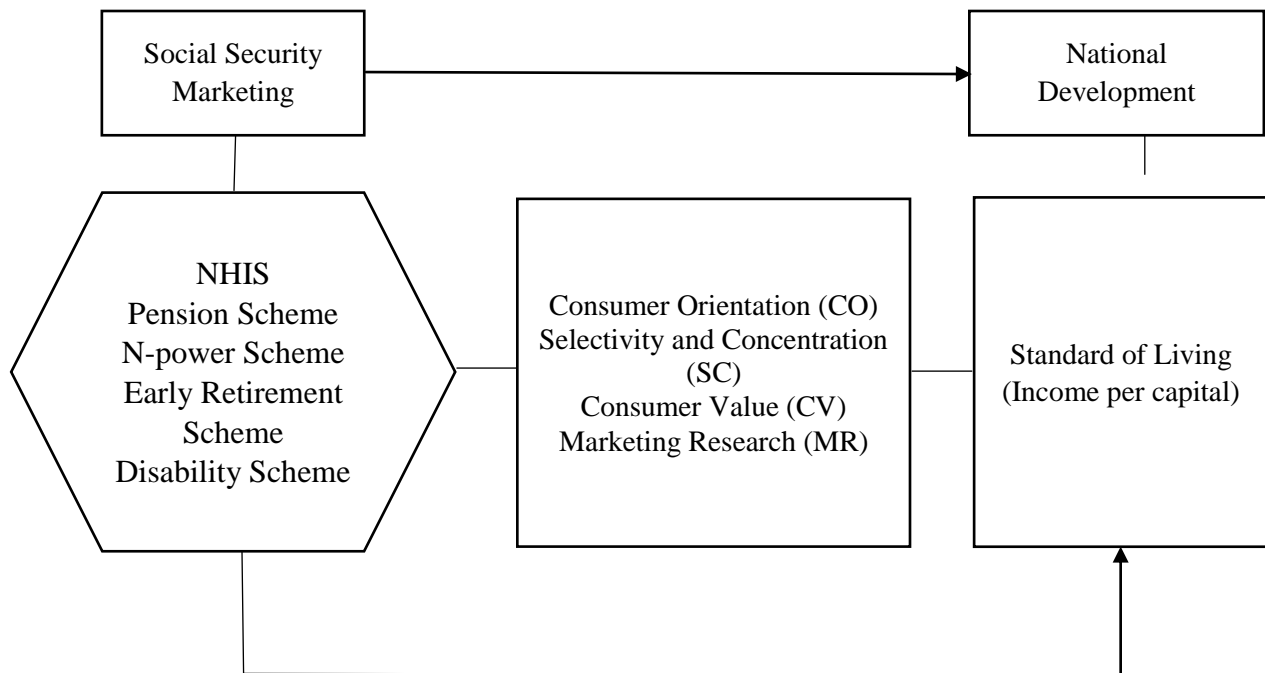 Social Security
Marketing
National
Development
NHIS
Pension Scheme
N-power Scheme
Early Retirement
Scheme
Disability Scheme
Consumer Orientation (CO)
Selectivity and Concentration
(SC)
Consumer Value (CV)
Marketing Research (MR)
Standard of Living
(Income per capital)